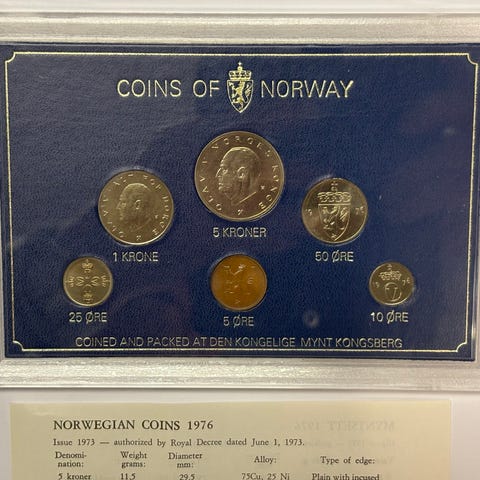 COINS OF NORWAY
OLAV V NORGES KONGE
1 KRONE
5 KRONER
50 ØRE
25 ØRE
5 ØRE
10 ØRE
COINED AND PACKED AT DEN KONGELIGE MYNT KONGSBERG
NORWEGIAN COINS 1976
Issue 1973 — authorized by Royal Decree dated June 1, 1973.
Denomi- Weight Diameter Alloy: Type of edge:
nation: grams: mm:
5 kroner 11,5 29,5 75Cu, 25 Ni Plain with incused